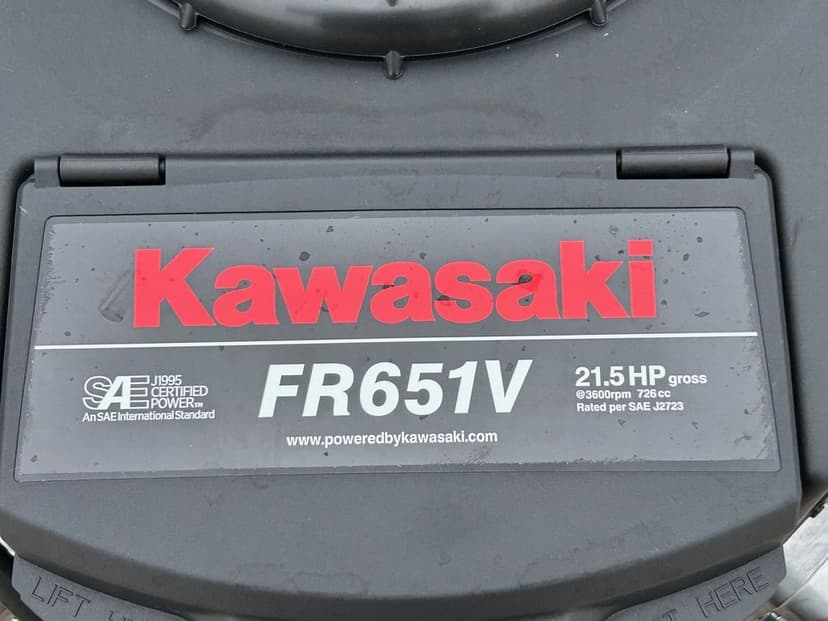 Kawasaki
SAE J1995
CERTIFIED
POWER™
An SAE International Standard
FR651V
www.poweredbykawasaki.com
21.5 HP gross
@3600rpm 726cc
Rated per SAE J2723
LIFT
HERE